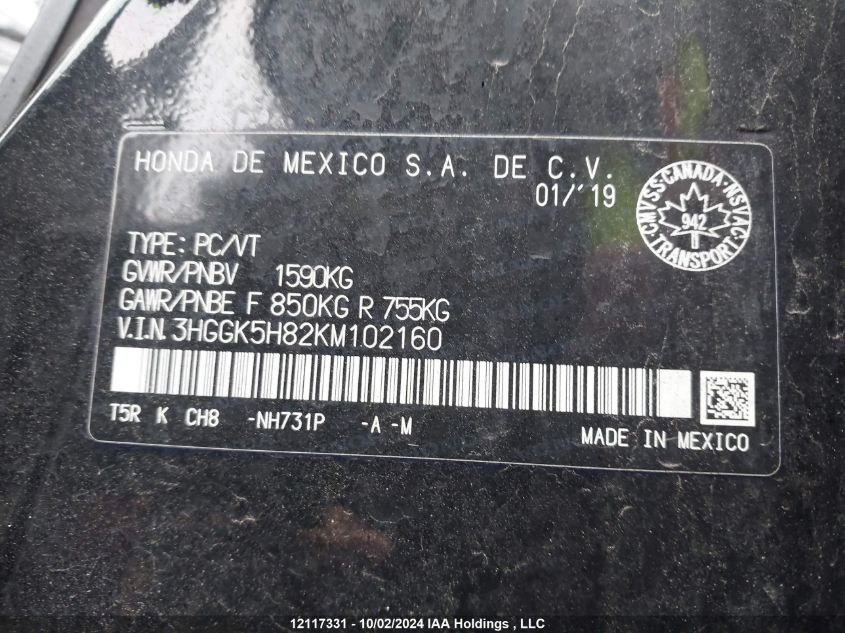 HONDA DE MEXICO S.A. DE C.V.
01/'19
CMVSS·CANADA·NSVAC·TRANSPORT·
942
TYPE: PC/VT
GVWR/PNBV 1590KG
GAWR/PNBE F 850KG R 755KG
V.I.N. 3HGGK5H82KM102160
T5R K CH8 -NH731P -A -M
MADE IN MEXICO
12117331 - 10/02/2024 IAA Holdings , LLC